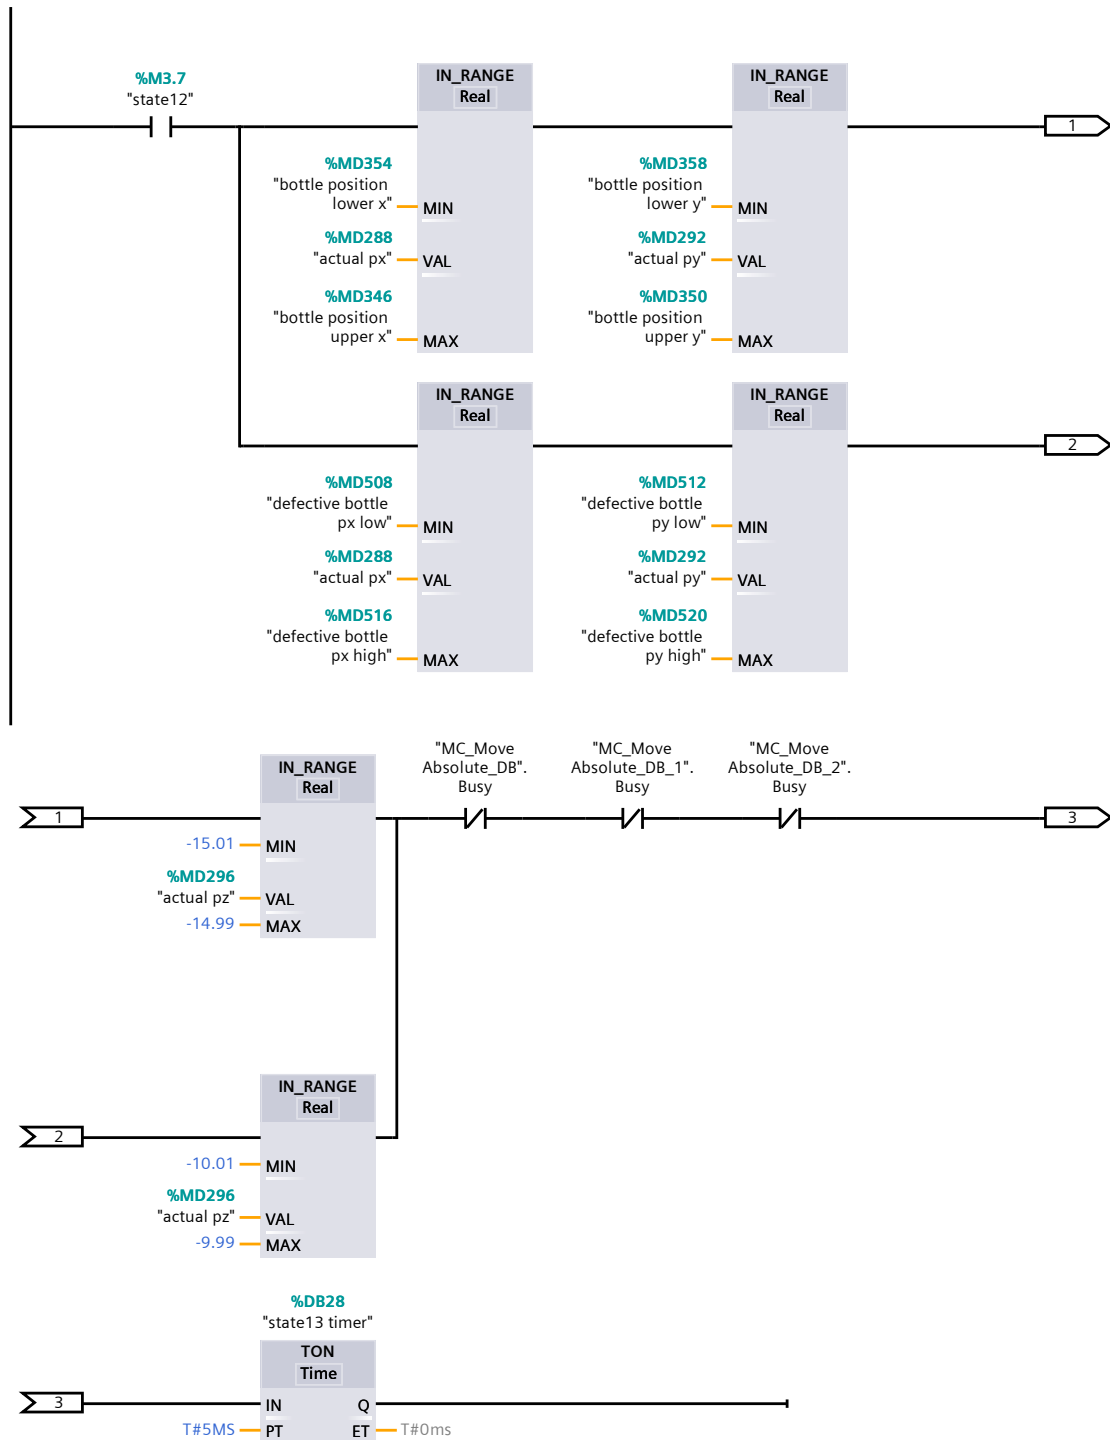 %M3.7
"state12"
IN_RANGE
Real
IN_RANGE
Real
1
%MD354
"bottle position
lower x"
MIN
%MD358
"bottle position
lower y"
MIN
%MD288
"actual px"
VAL
%MD292
"actual py"
VAL
%MD346
"bottle position
upper x"
MAX
%MD350
"bottle position
upper y"
MAX
IN_RANGE
Real
IN_RANGE
Real
2
%MD508
"defective bottle
px low"
MIN
%MD512
"defective bottle
py low"
MIN
%MD288
"actual px"
VAL
%MD292
"actual py"
VAL
%MD516
"defective bottle
px high"
MAX
%MD520
"defective bottle
py high"
MAX
1
IN_RANGE
Real
"MC_Move
Absolute_DB".
Busy
"MC_Move
Absolute_DB_1".
Busy
"MC_Move
Absolute_DB_2".
Busy
3
-15.01
MIN
%MD296
"actual pz"
VAL
-14.99
MAX
2
IN_RANGE
Real
-10.01
MIN
%MD296
"actual pz"
VAL
-9.99
MAX
%DB28
"state13 timer"
TON
Time
3
IN
Q
T#5MS
PT
ET
T#0ms